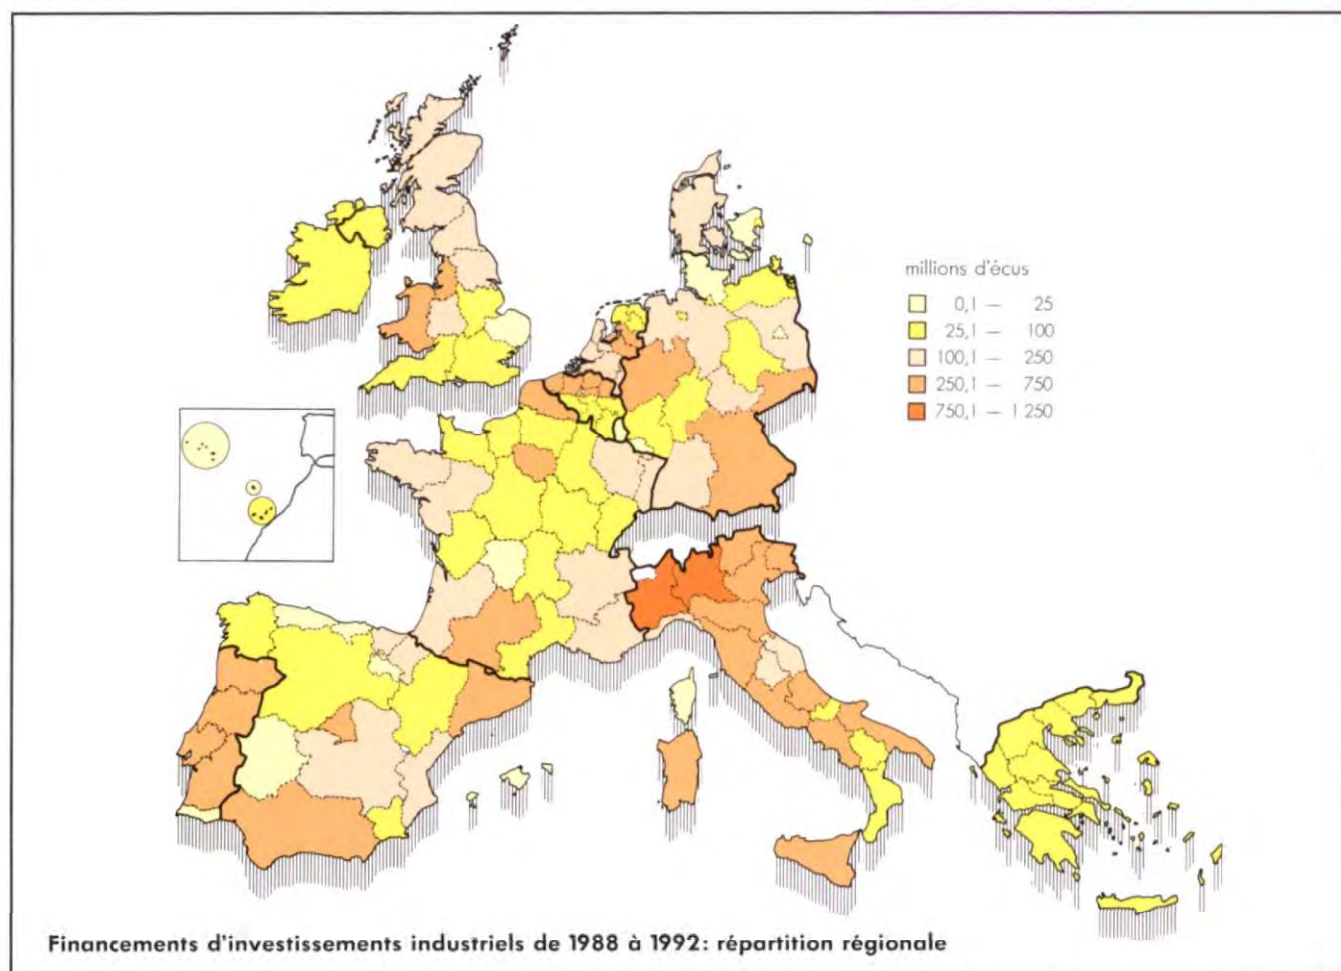 millions d'écus
0,1 — 25
25,1 — 100
100,1 — 250
250,1 — 750
750,1 — 1 250
Financements d'investissements industriels de 1988 à 1992: répartition régionale